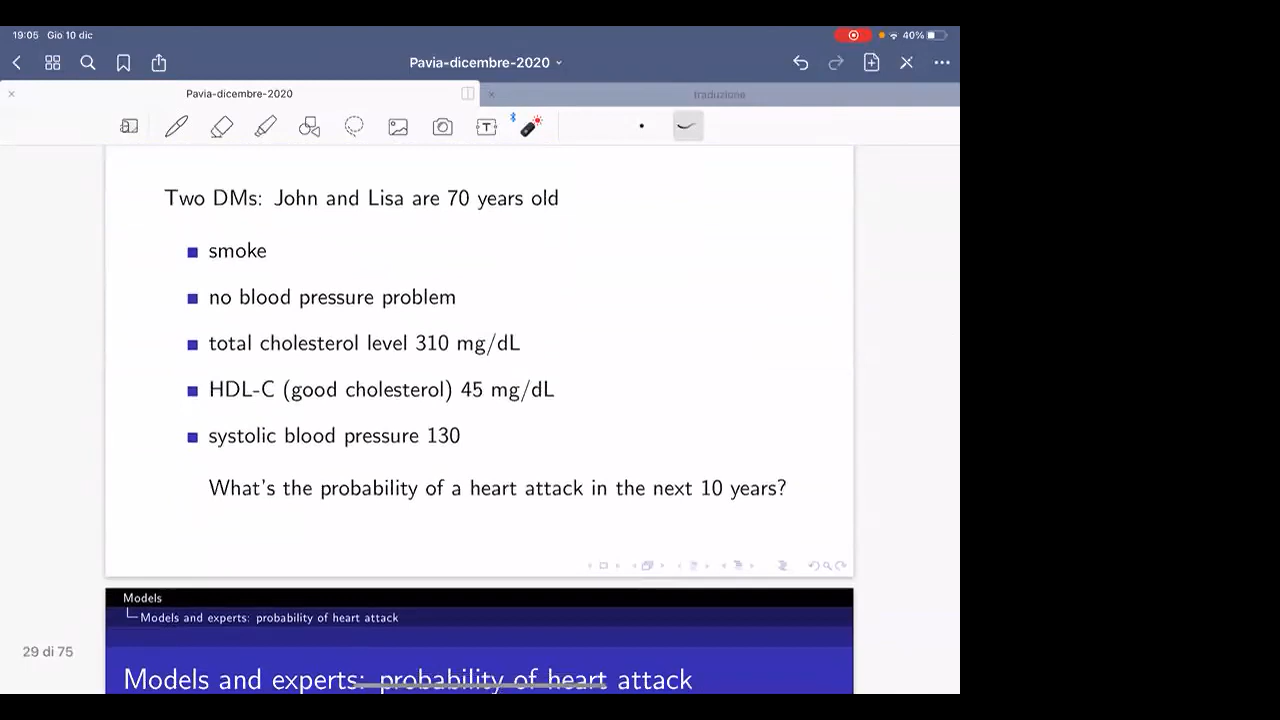 19:05 Gio 10 dic
40%
Pavia-dicembre-2020
Pavia-dicembre-2020
traduzione
Two DMs: John and Lisa are 70 years old
smoke
no blood pressure problem
total cholesterol level 310 mg/dL
HDL-C (good cholesterol) 45 mg/dL
systolic blood pressure 130
What's the probability of a heart attack in the next 10 years?
Models
Models and experts: probability of heart attack
29 di 75
Models and experts: probability of heart attack